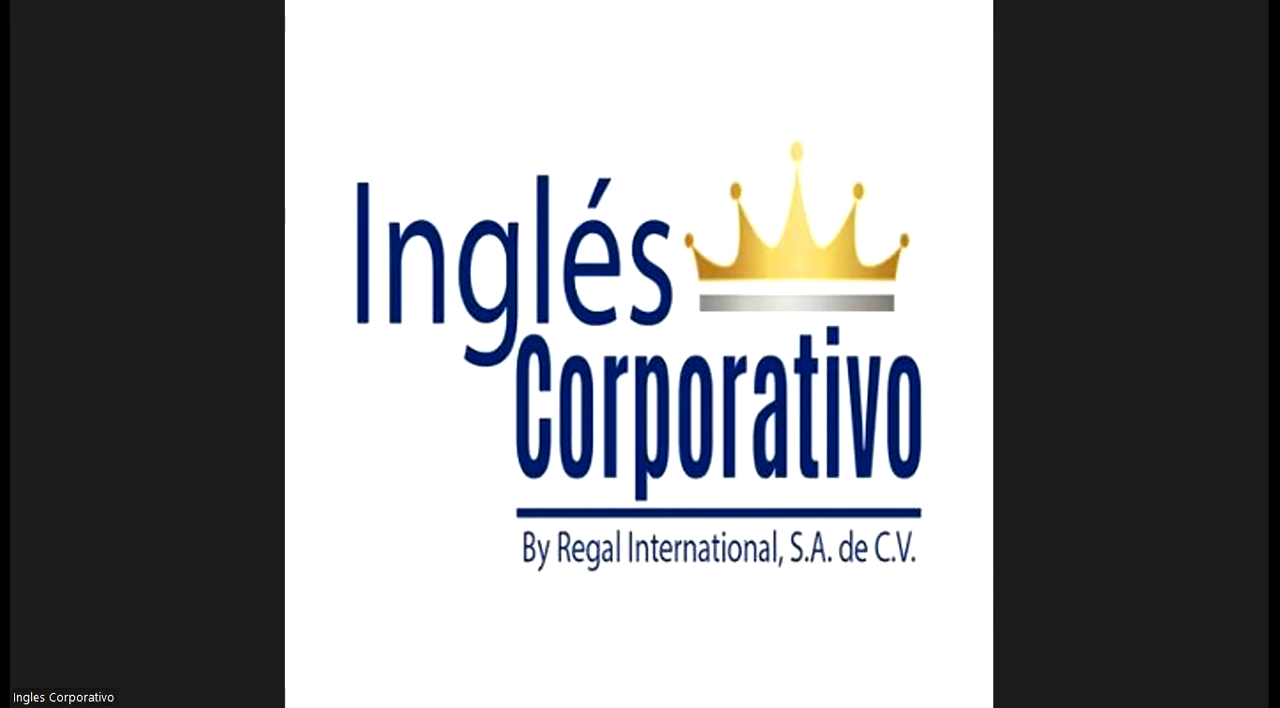 Inglés
Corporativo
By Regal International, S.A. de C.V.
Ingles Corporativo